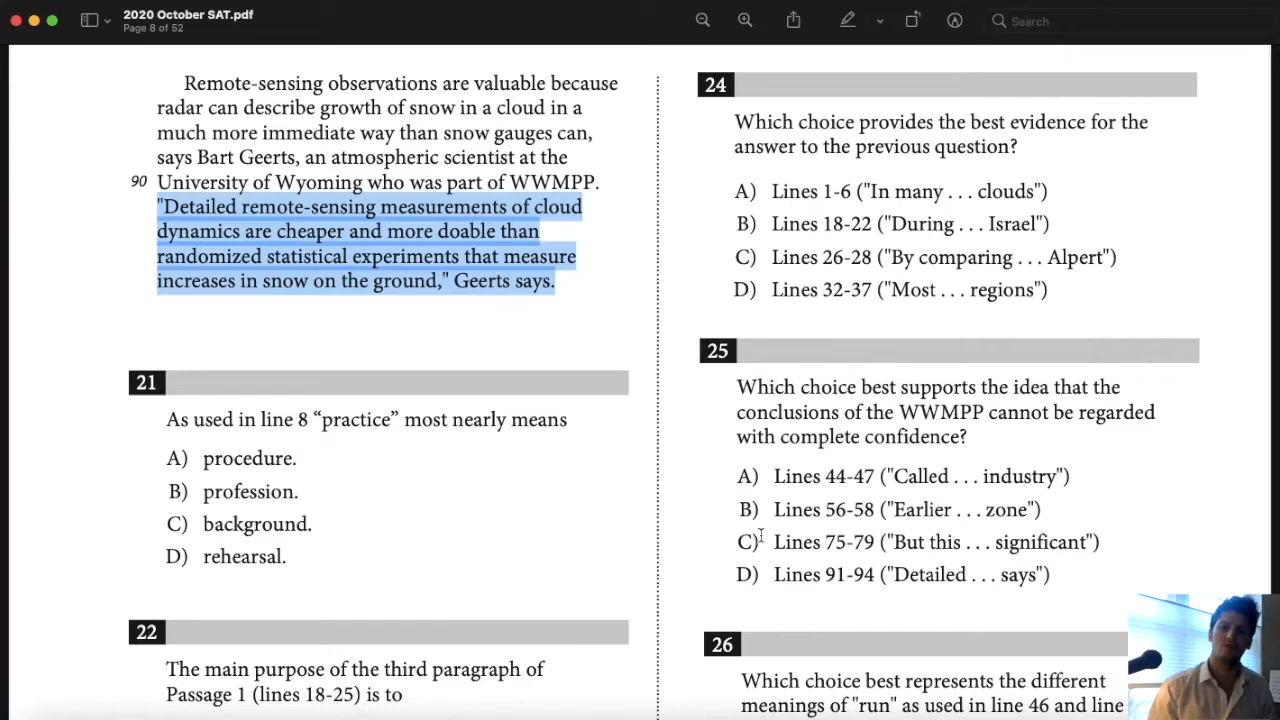 2020 October SAT.pdf
Page 8 of 52
Search
Remote-sensing observations are valuable because
radar can describe growth of snow in a cloud in a
much more immediate way than snow gauges can,
says Bart Geerts, an atmospheric scientist at the
90 University of Wyoming who was part of WWMPP.
"Detailed remote-sensing measurements of cloud
dynamics are cheaper and more doable than
randomized statistical experiments that measure
increases in snow on the ground," Geerts says.
21
As used in line 8 “practice” most nearly means
A) procedure.
B) profession.
C) background.
D) rehearsal.
22
The main purpose of the third paragraph of
Passage 1 (lines 18-25) is to
24
Which choice provides the best evidence for the
answer to the previous question?
A) Lines 1-6 ("In many . . . clouds")
B) Lines 18-22 ("During . . . Israel")
C) Lines 26-28 ("By comparing . . . Alpert")
D) Lines 32-37 ("Most . . . regions")
25
Which choice best supports the idea that the
conclusions of the WWMPP cannot be regarded
with complete confidence?
A) Lines 44-47 ("Called . . . industry")
B) Lines 56-58 ("Earlier . . . zone")
C) Lines 75-79 ("But this . . . significant")
D) Lines 91-94 ("Detailed . . . says")
26
Which choice best represents the different
meanings of "run" as used in line 46 and line